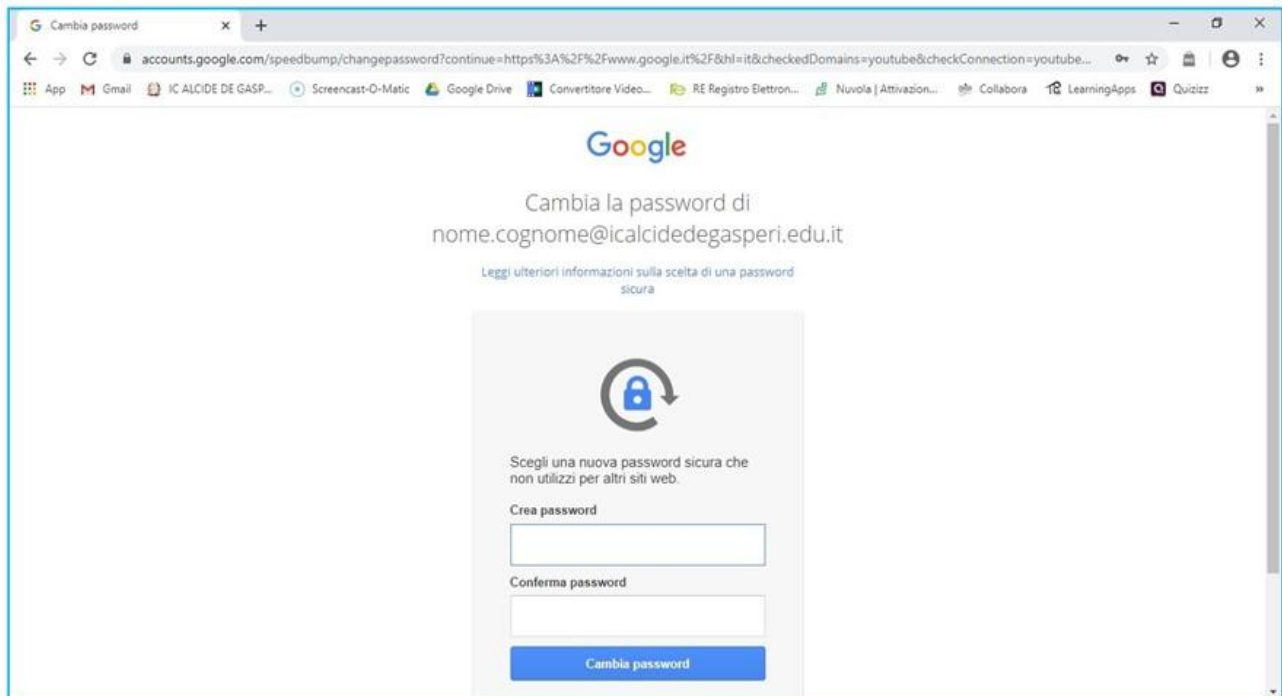 Cambia password
accounts.google.com/speedbump/changepassword?continue=https%3A%2F%2Fwww.google.it%2F&hl=it&checkedDomains=youtube&checkConnection=youtube...
App Gmail IC ALCIDE DE GASP... Screencast-O-Matic Google Drive Convertitore Video... RE Registro Elettron... Nuvola | Attivazion... Collabora LearningApps Quizizz »
Google
Cambia la password di
nome.cognome@icalcidedegasperi.edu.it
Leggi ulteriori informazioni sulla scelta di una password
sicura
Scegli una nuova password sicura che
non utilizzi per altri siti web.
Crea password
Conferma password
Cambia password